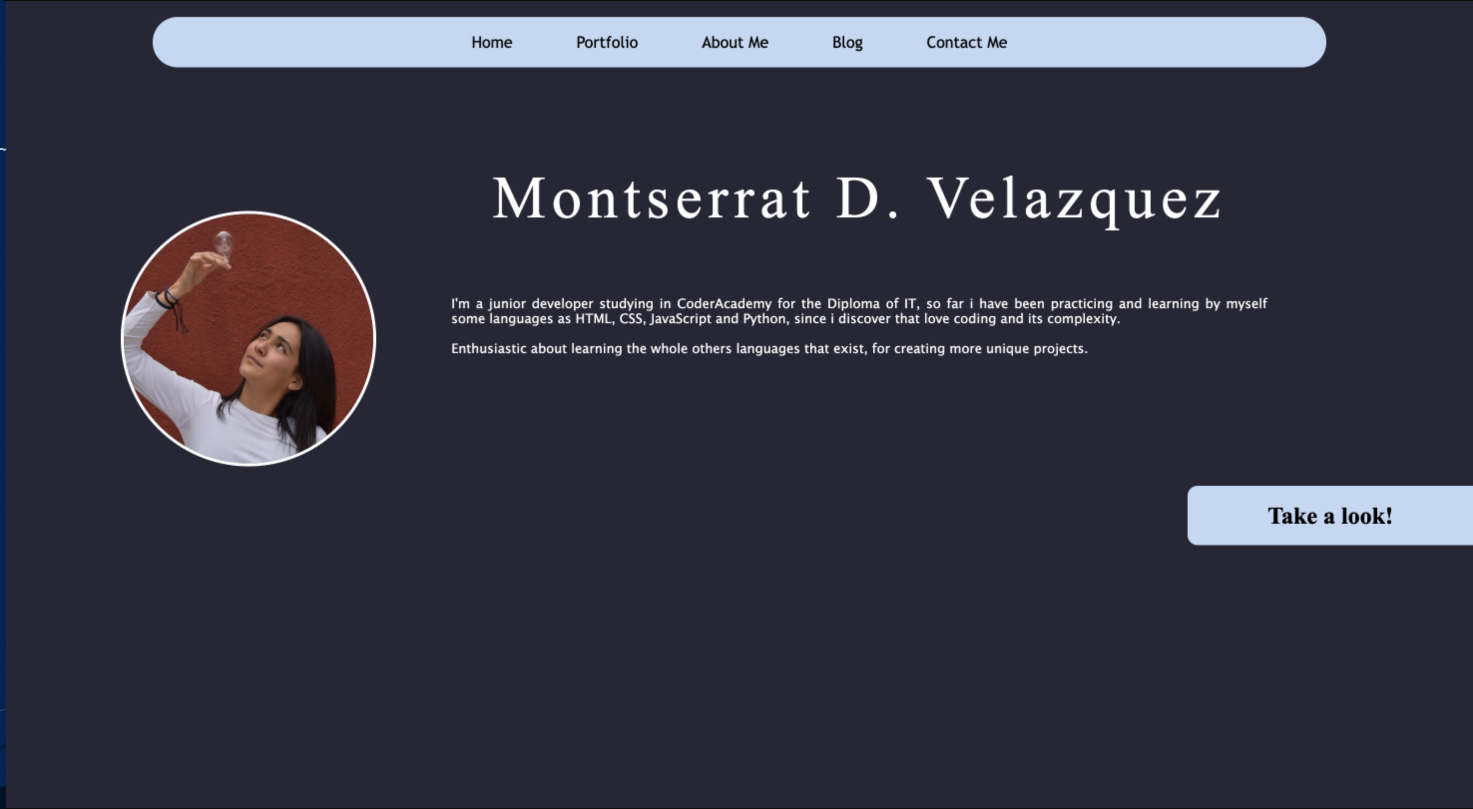 Home Portfolio About Me Blog Contact Me
Montserrat D. Velazquez
I'm a junior developer studying in CoderAcademy for the Diploma of IT, so far i have been practicing and learning by myself
some languages as HTML, CSS, JavaScript and Python, since i discover that love coding and its complexity.
Enthusiastic about learning the whole others languages that exist, for creating more unique projects.
Take a look!